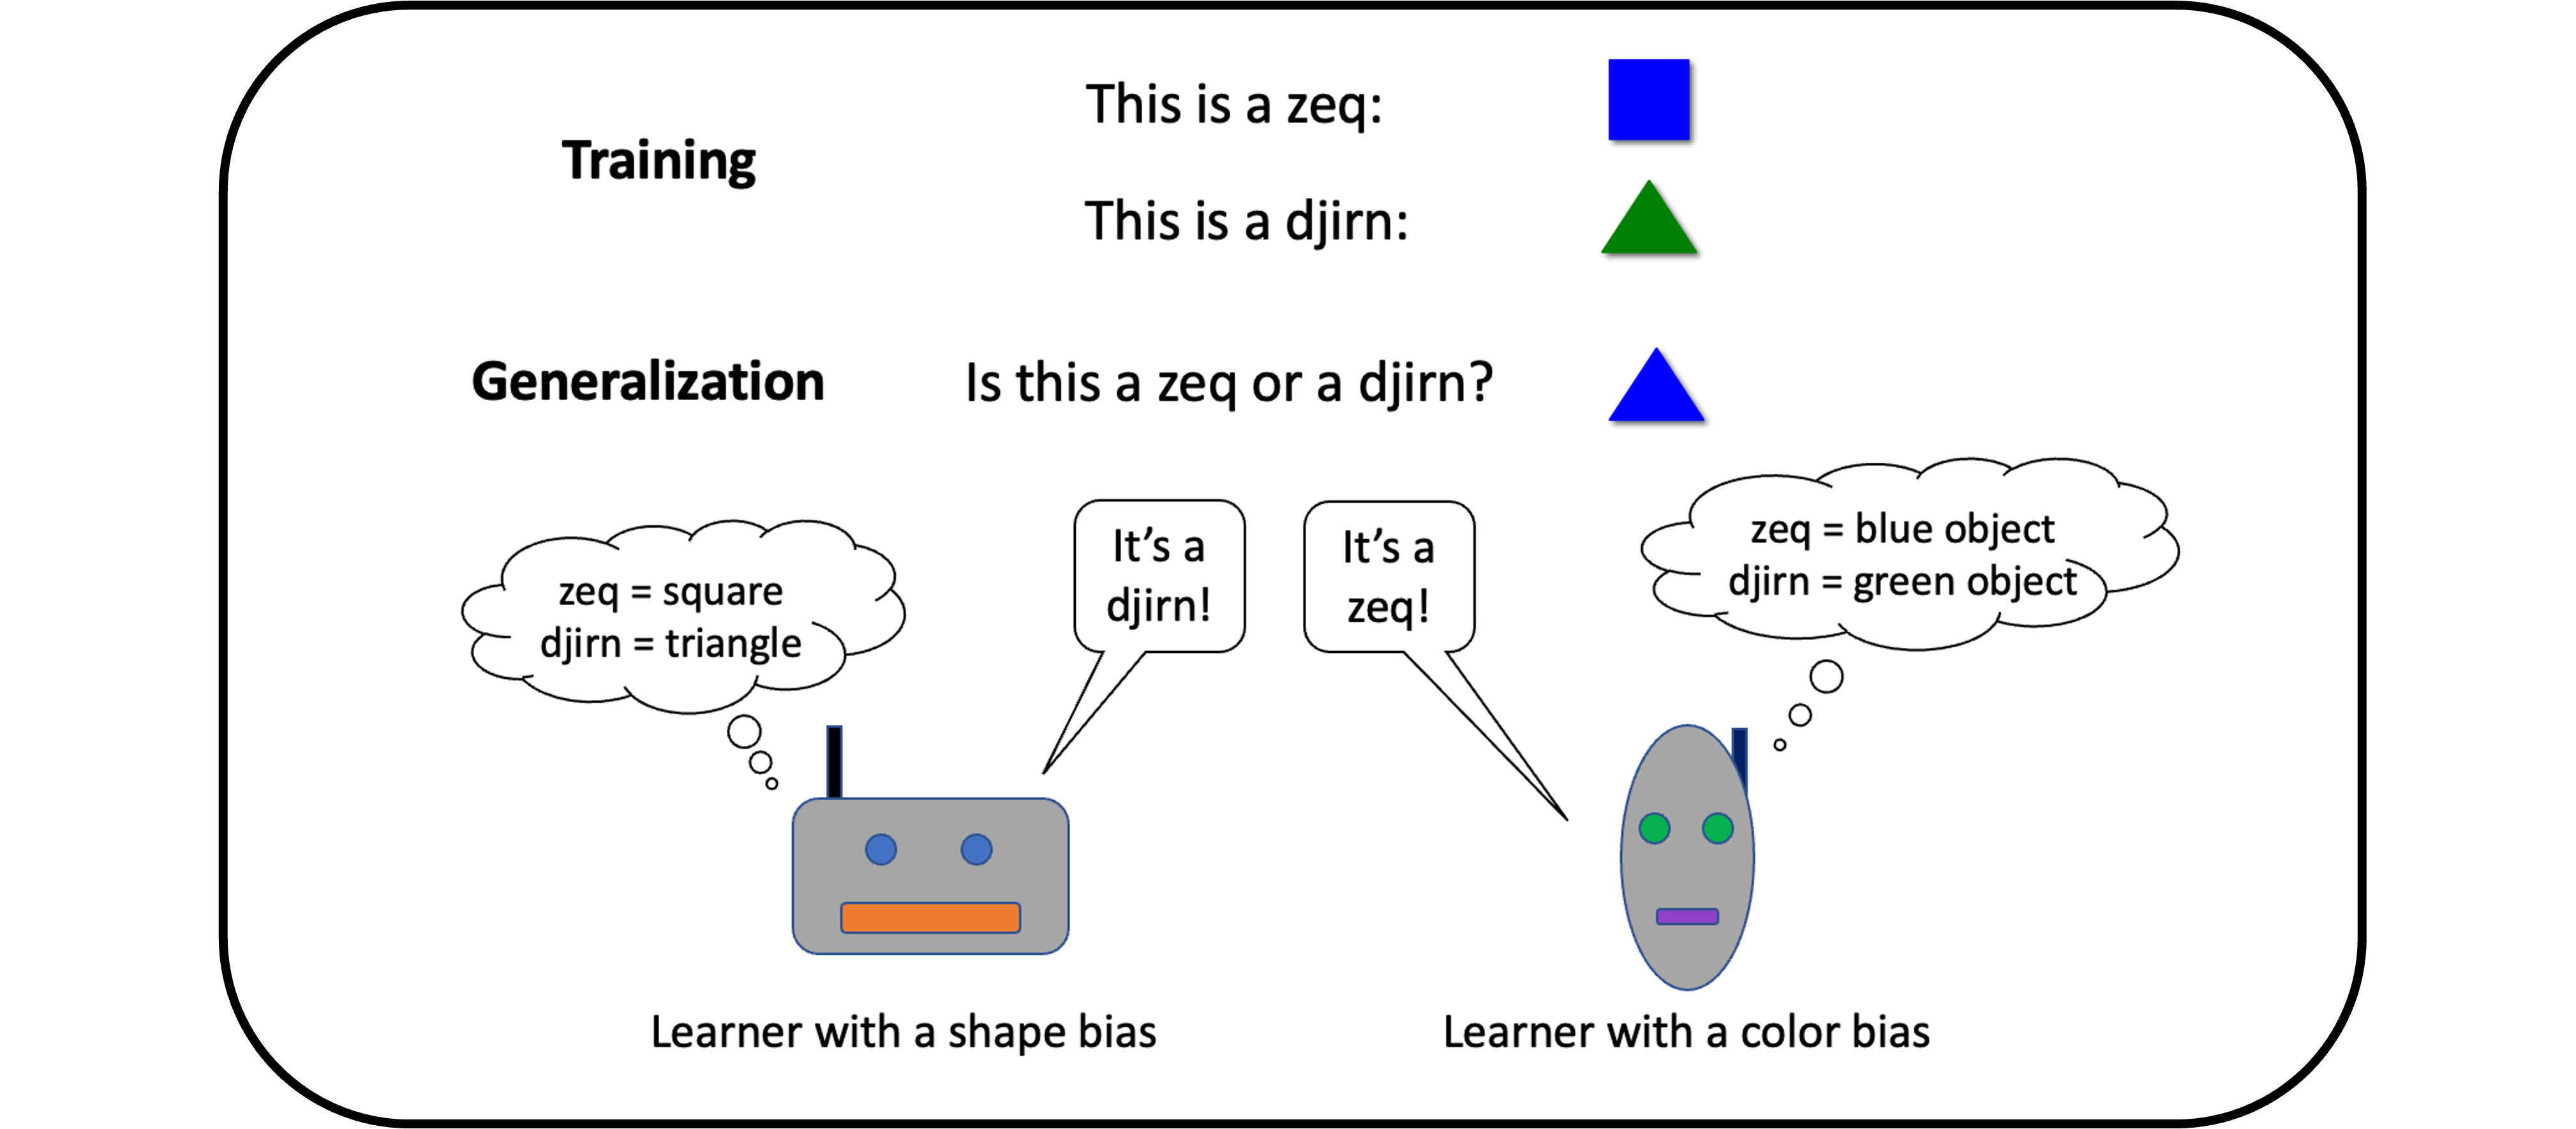 This is a zeq:
Training
This is a djirn:
Generalization
Is this a zeq or a djirn?
zeq = square
djirn = triangle
It’s a
djirn!
It’s a
zeq!
zeq = blue object
djirn = green object
Learner with a shape bias
Learner with a color bias